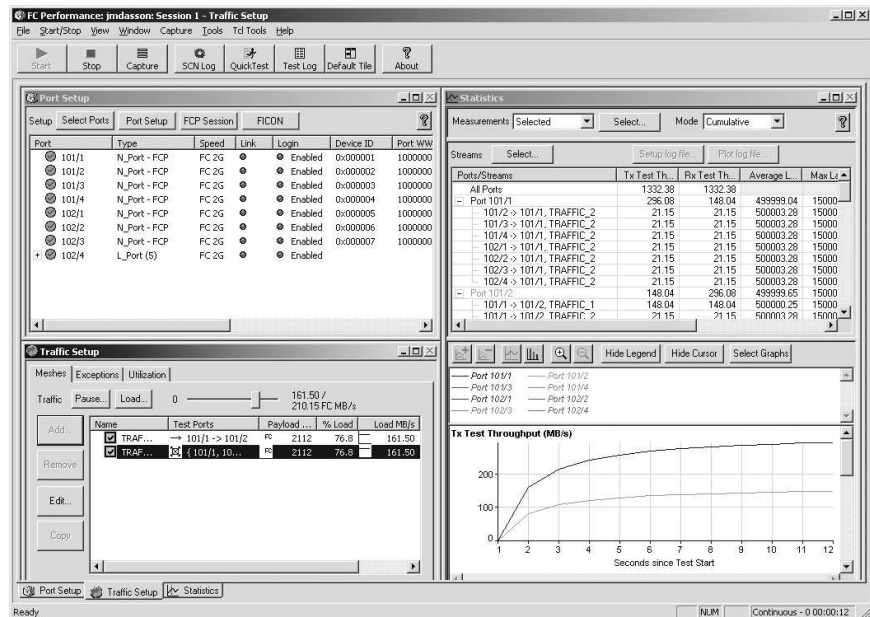 FC Performance: jmdasson: Session 1 - Traffic Setup
File Start/Stop View Window Capture Tools Tcl Tools Help
Start Stop Capture SCN Log QuickTest Test Log Default Tile About
Port Setup
Setup Select Ports Port Setup FCP Session FICON
Port Type Speed Link Login Device ID Port WW
101/1 N_Port - FCP FC 2G Enabled 0x000001 1000000
101/2 N_Port - FCP FC 2G Enabled 0x000002 1000000
101/3 N_Port - FCP FC 2G Enabled 0x000003 1000000
101/4 N_Port - FCP FC 2G Enabled 0x000004 1000000
102/1 N_Port - FCP FC 2G Enabled 0x000005 1000000
102/2 N_Port - FCP FC 2G Enabled 0x000006 1000000
102/3 N_Port - FCP FC 2G Enabled 0x000007 1000000
102/4 L_Port (5) FC 2G Enabled
Statistics
Measurements Selected Select... Mode Cumulative
Streams Select... Setup log file... Plot log file...
Ports/Streams Tx Test Th... Rx Test Th... Average L... Max La
All Ports 1332.38 1332.38
Port 101/1 296.08 148.04 499999.04 15000
101/2 -> 101/1, TRAFFIC_2 21.15 21.15 500003.28 15000
101/3 -> 101/1, TRAFFIC_2 21.15 21.15 500003.28 15000
101/4 -> 101/1, TRAFFIC_2 21.15 21.15 500003.28 15000
102/1 -> 101/1, TRAFFIC_2 21.15 21.15 500003.28 15000
102/2 -> 101/1, TRAFFIC_2 21.15 21.15 500003.28 15000
102/3 -> 101/1, TRAFFIC_2 21.15 21.15 500003.28 15000
102/4 -> 101/1, TRAFFIC_2 21.15 21.15 500003.28 15000
Port 101/2 148.04 296.08 499999.65 15000
101/1 -> 101/2, TRAFFIC_1 148.04 148.04 500000.25 15000
101/1 -> 101/2, TRAFFIC_2 21.15 21.15 500003.28 15000
Traffic Setup
Meshes Exceptions Utilization
Traffic Pause... Load... 0 161.50 /
210.15 FC MB/s
Add...
Remove
Edit...
Copy
Name Test Ports Payload ... % Load Load MB/s
TRAF... → 101/1 -> 101/2 FC 2112 76.8 161.50
TRAF... { 101/1, 10... FC 2112 76.8 161.50
Hide Legend Hide Cursor Select Graphs
Port 101/1 Port 101/2
Port 101/3 Port 101/4
Port 102/1 Port 102/2
Port 102/3 Port 102/4
Tx Test Throughput (MB/s)
200
100
0
1 2 3 4 5 6 7 8 9 10 11 12
Seconds since Test Start
Port Setup Traffic Setup Statistics
Ready NUM Continuous - 0 00:00:12